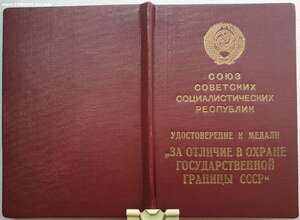 СОЮЗ
СОВЕТСКИХ
СОЦИАЛИСТИЧЕСКИХ
РЕСПУБЛИК
УДОСТОВЕРЕНИЕ К МЕДАЛИ
„ЗА ОТЛИЧИЕ В ОХРАНЕ
ГОСУДАРСТВЕННОЙ
ГРАНИЦЫ СССР“